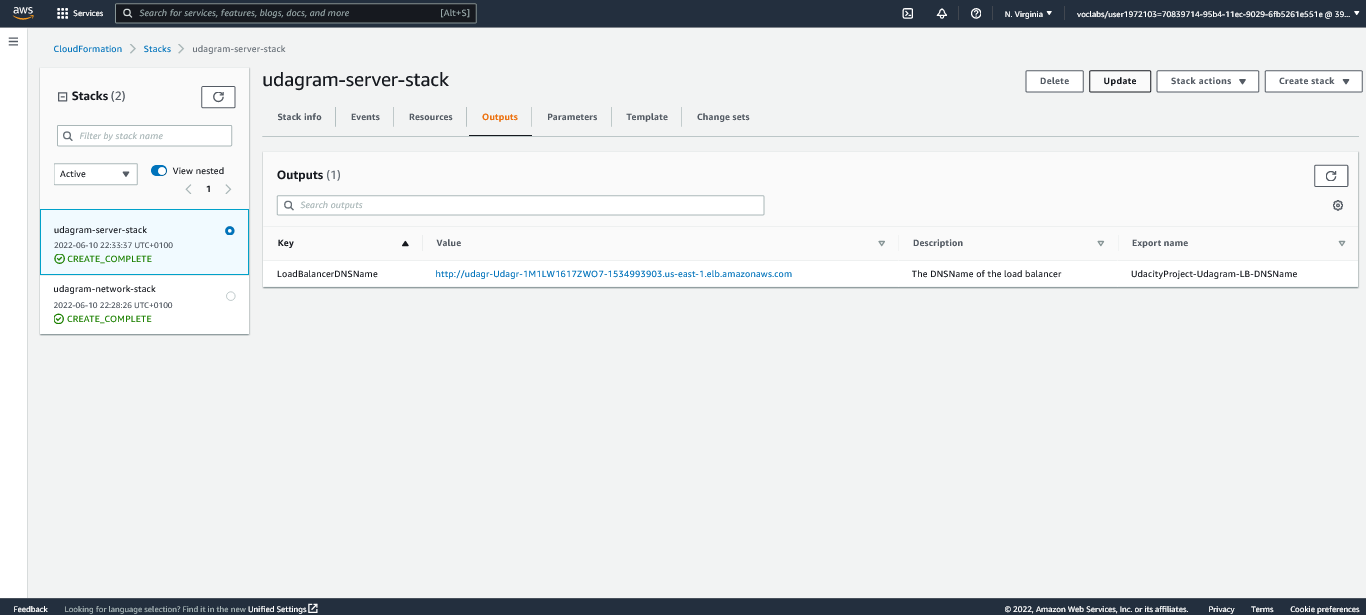 aws
Services
Search for services, features, blogs, docs, and more
[Alt+S]
N. Virginia
voclabs/user1972103=70839714-95b4-11ec-9029-6fb5261e551e @ 39...
CloudFormation
Stacks
udagram-server-stack
Stacks (2)
Filter by stack name
Active
View nested
1
udagram-server-stack
2022-06-10 22:33:37 UTC+0100
CREATE_COMPLETE
udagram-network-stack
2022-06-10 22:28:26 UTC+0100
CREATE_COMPLETE
udagram-server-stack
Delete
Update
Stack actions
Create stack
Stack info
Events
Resources
Outputs
Parameters
Template
Change sets
Outputs (1)
Search outputs
Key
Value
Description
Export name
LoadBalancerDNSName
http://udagr-Udagr-1M1LW1617ZWO7-1534993903.us-east-1.elb.amazonaws.com
The DNSName of the load balancer
UdacityProject-Udagram-LB-DNSName
Feedback
Looking for language selection? Find it in the new Unified Settings
© 2022, Amazon Web Services, Inc. or its affiliates.
Privacy
Terms
Cookie preferences